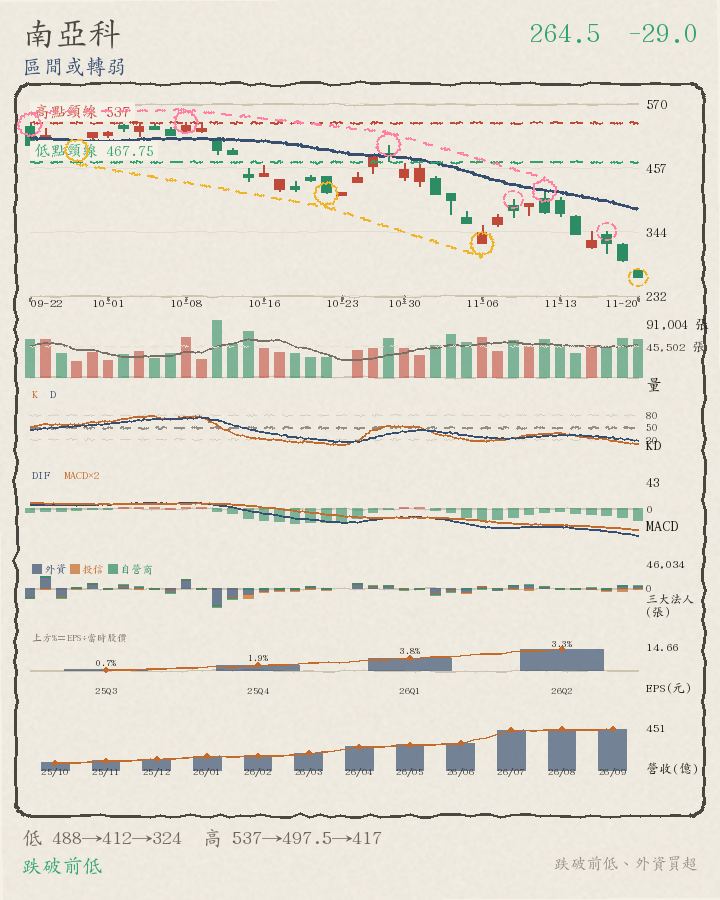 南亞科
264.5 -29.0
區間或轉弱
570
高點頸線 537
低點頸線 467.75
457
344
232
09-22 10-01 10-08 10-16 10-23 10-30 11-06 11-13 11-20
91,004 張
45,502 張
量
K D
80
50
20
KD
DIF MACD×2
43
0
MACD
外資 投信 自營商
46,034
0
三大法人
(張)
上方%=EPS÷當時股價
0.7% 1.9% 3.8% 3.3%
14.66
25Q3 25Q4 26Q1 26Q2
EPS(元)
451
營收(億)
25/10 25/11 25/12 26/01 26/02 26/03 26/04 26/05 26/06 26/07 26/08 26/09
低 488→412→324 高 537→497.5→417
跌破前低
跌破前低、外資買超